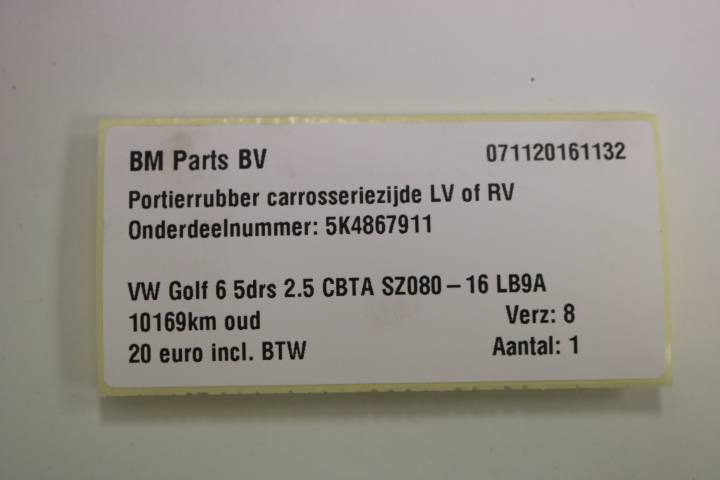 BM Parts BV 071120161132
Portierrubber carrosseriezijde LV of RV
Onderdeelnummer: 5K4867911
VW Golf 6 5drs 2.5 CBTA SZ080-16 LB9A
10169km oud Verz: 8
20 euro incl. BTW Aantal: 1